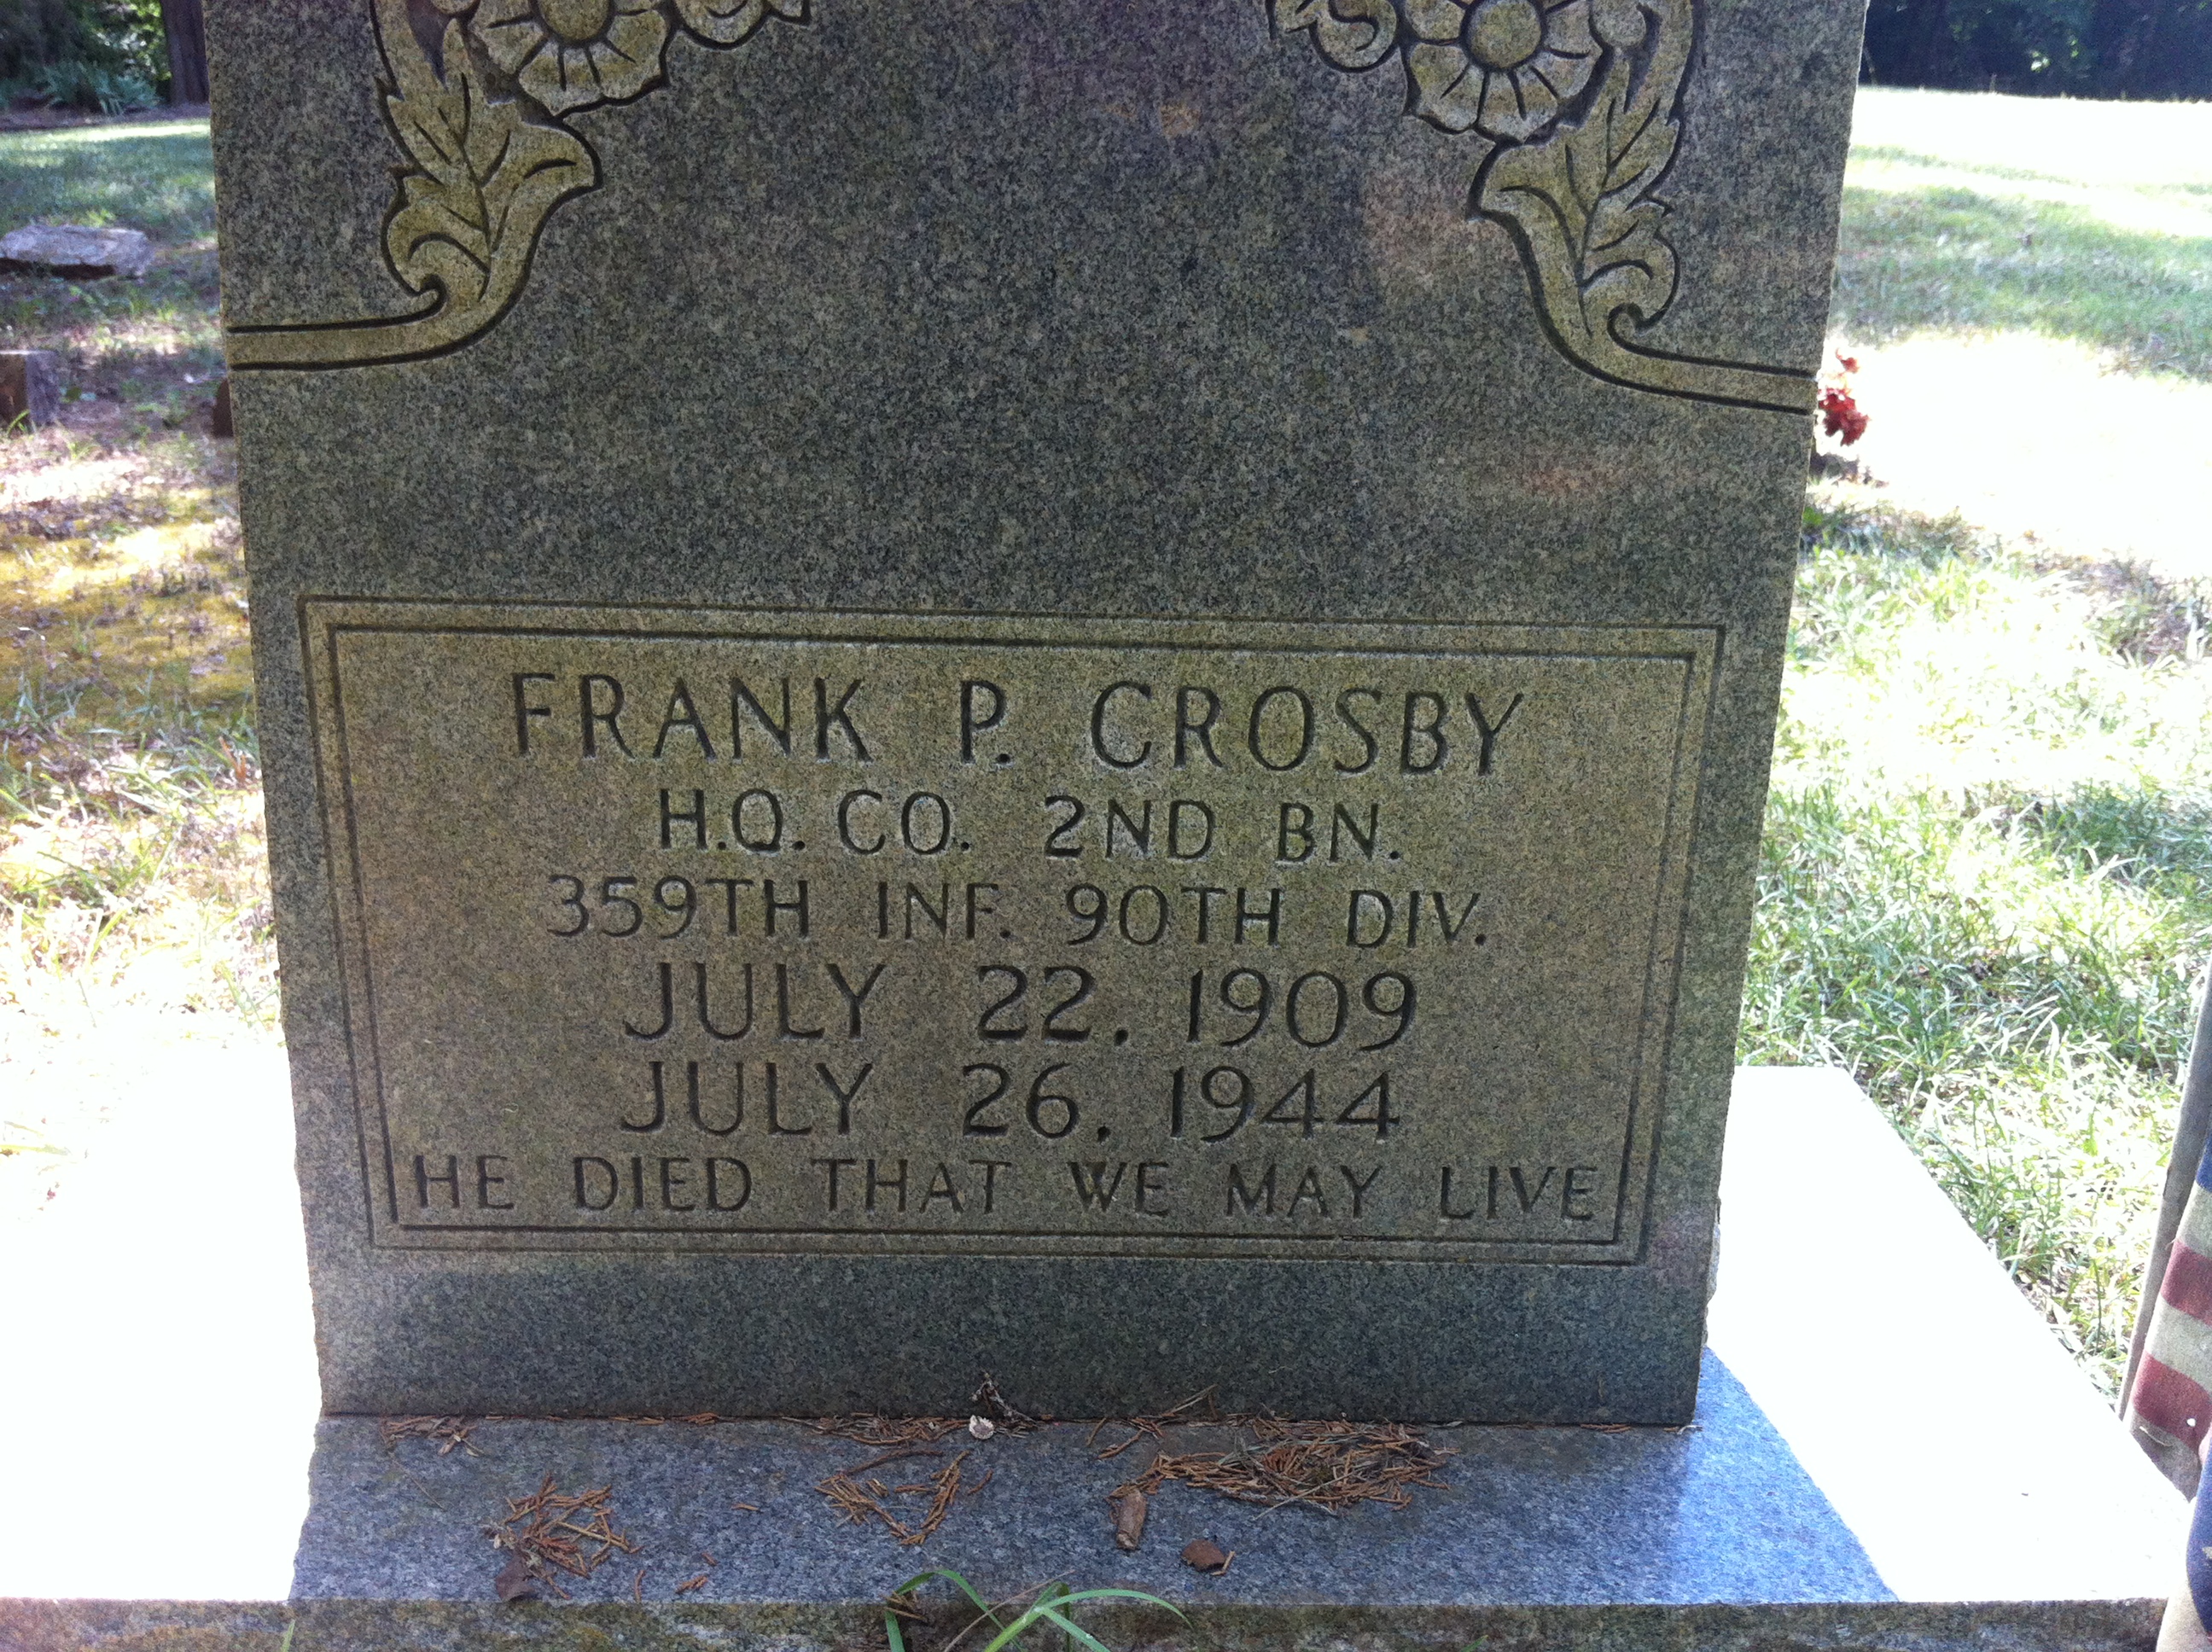 FRANK P. CROSBY
H.Q. CO. 2ND BN.
359TH INF. 90TH DIV.
JULY 22, 1909
JULY 26, 1944
HE DIED THAT WE MAY LIVE